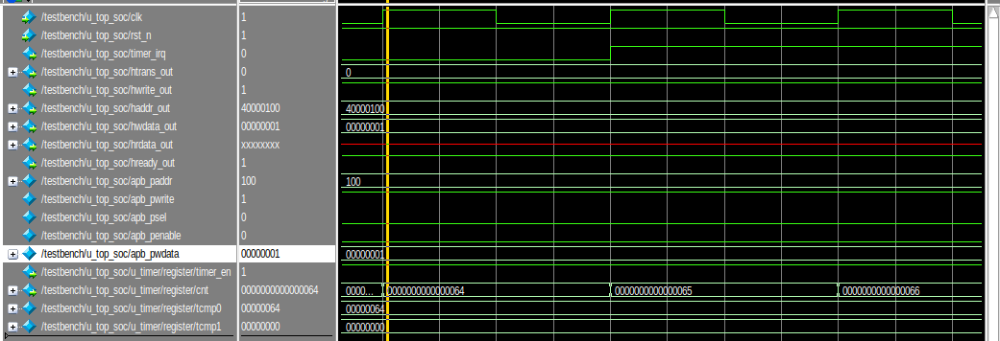 /testbench/u_top_soc/clk 1
/testbench/u_top_soc/rst_n 1
/testbench/u_top_soc/timer_irq 0
/testbench/u_top_soc/htrans_out 0 0
/testbench/u_top_soc/hwrite_out 1
/testbench/u_top_soc/haddr_out 40000100 40000100
/testbench/u_top_soc/hwdata_out 00000001 00000001
/testbench/u_top_soc/hrdata_out xxxxxxxx
/testbench/u_top_soc/hready_out 1
/testbench/u_top_soc/apb_paddr 100 100
/testbench/u_top_soc/apb_pwrite 1
/testbench/u_top_soc/apb_psel 0
/testbench/u_top_soc/apb_penable 0
/testbench/u_top_soc/apb_pwdata 00000001 00000001
/testbench/u_top_soc/u_timer/register/timer_en 1
/testbench/u_top_soc/u_timer/register/cnt 0000000000000064 0000... 0000000000000064 0000000000000065 0000000000000066
/testbench/u_top_soc/u_timer/register/tcmp0 00000064 00000064
/testbench/u_top_soc/u_timer/register/tcmp1 00000000 00000000